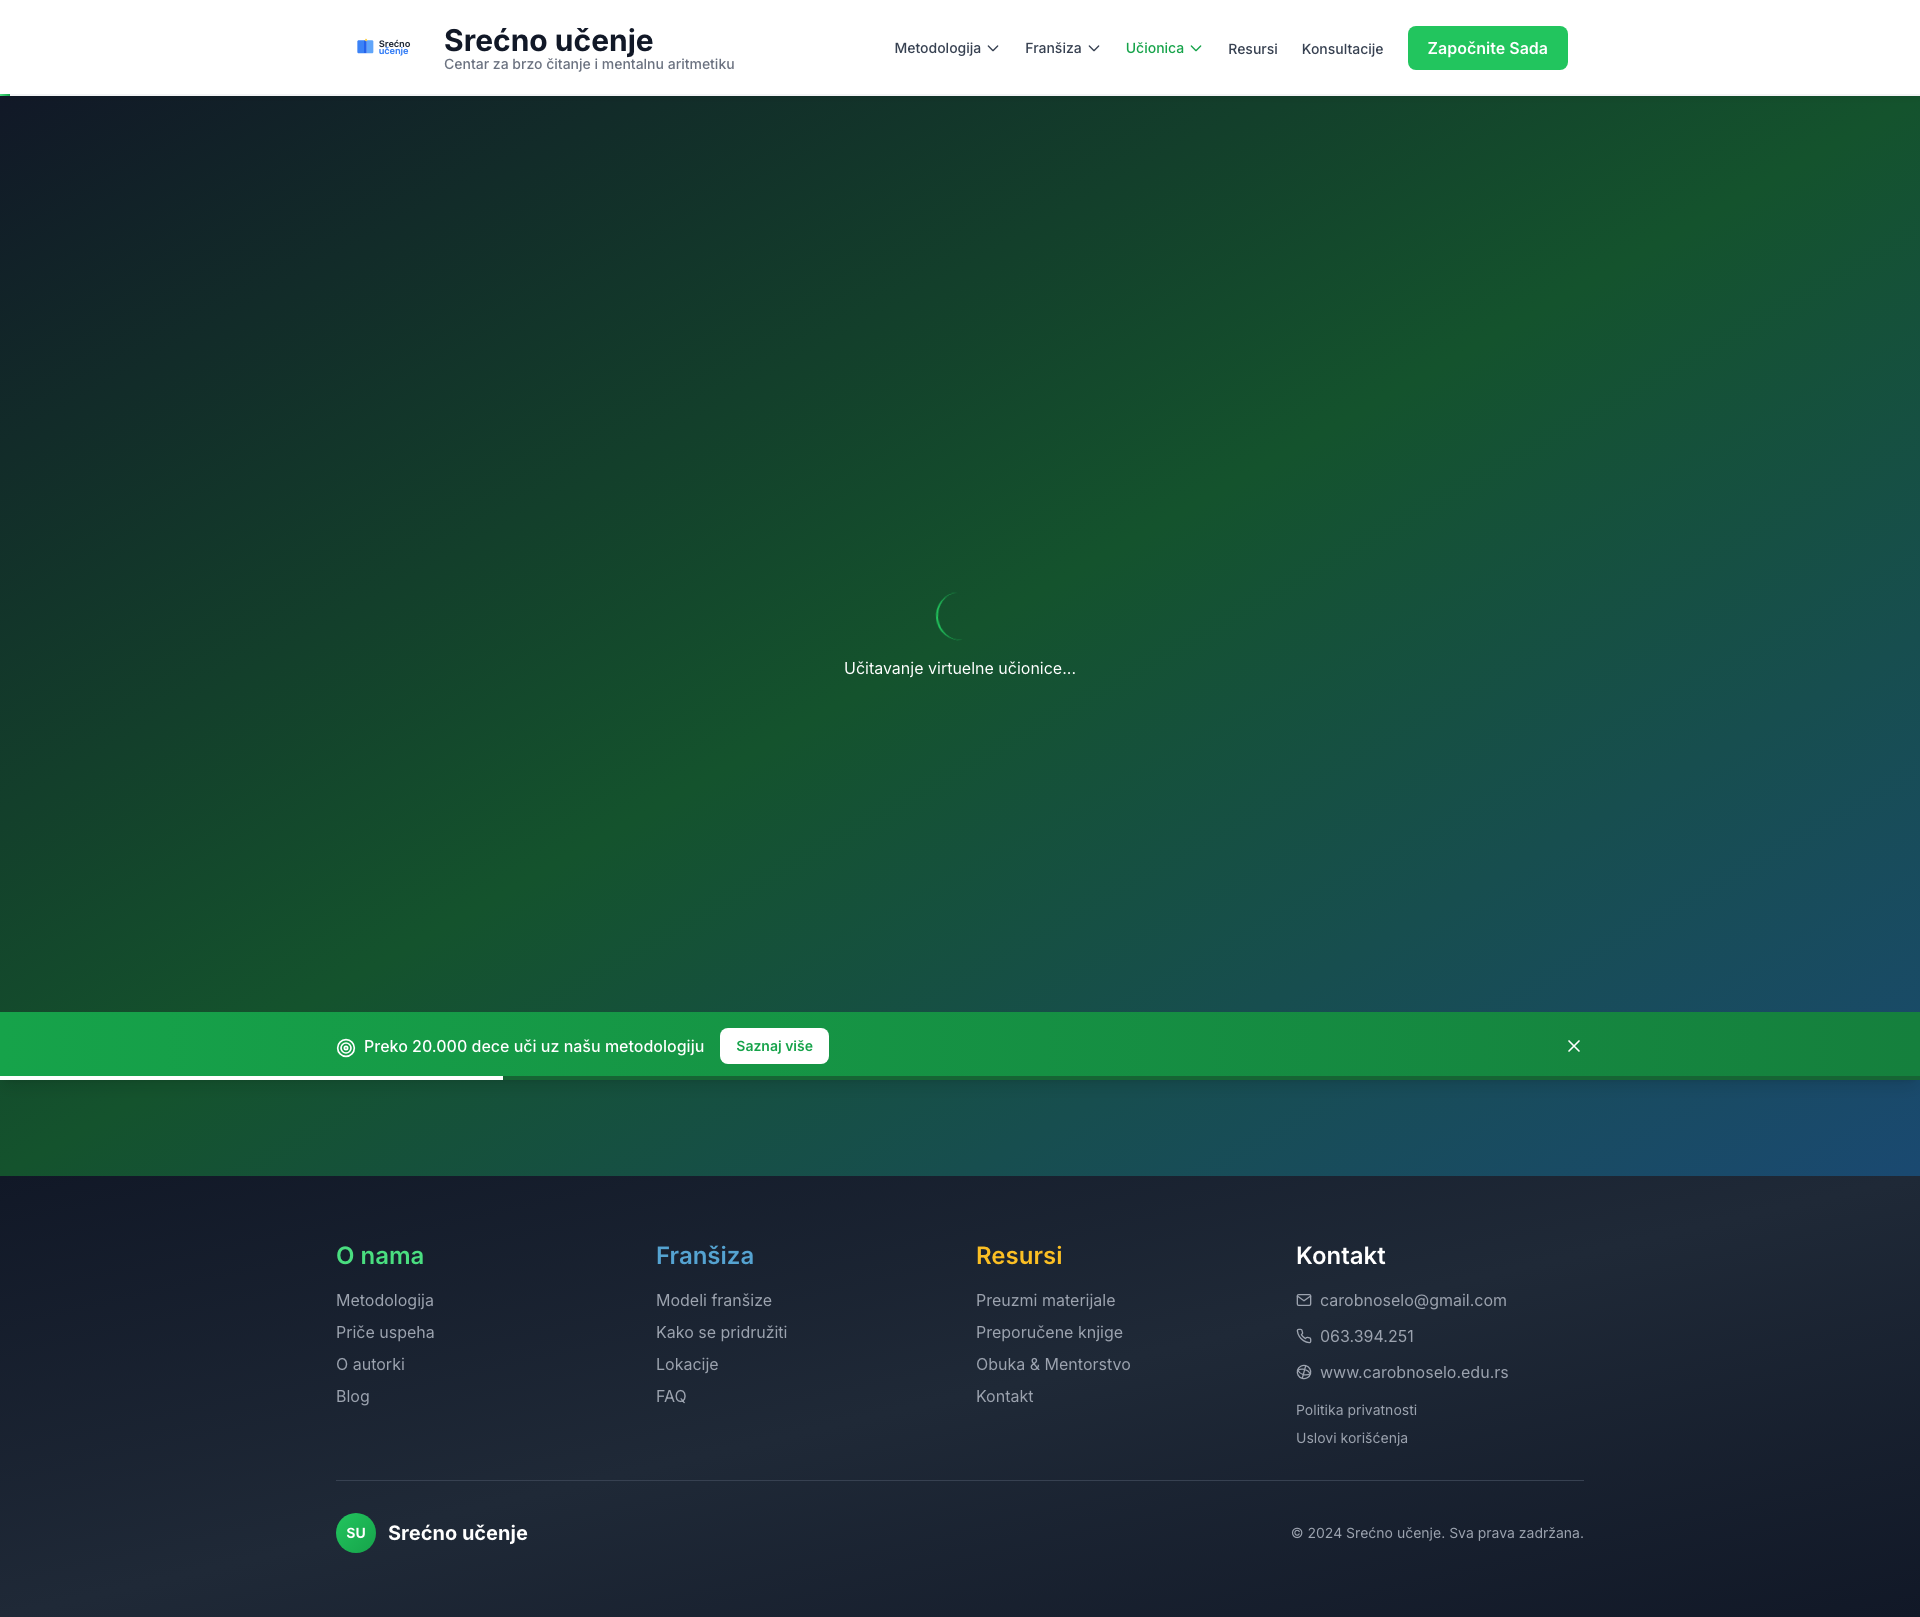 Srećno
učenje
Srećno učenje
Centar za brzo čitanje i mentalnu aritmetiku
Metodologija
Franšiza
Učionica
Resursi
Konsultacije
Započnite Sada
Učitavanje virtuelne učionice...
Preko 20.000 dece uči uz našu metodologiju
Saznaj više
O nama
Metodologija
Priče uspeha
O autorki
Blog
Franšiza
Modeli franšize
Kako se pridružiti
Lokacije
FAQ
Resursi
Preuzmi materijale
Preporučene knjige
Obuka & Mentorstvo
Kontakt
Kontakt
carobnoselo@gmail.com
063.394.251
www.carobnoselo.edu.rs
Politika privatnosti
Uslovi korišćenja
SU
Srećno učenje
© 2024 Srećno učenje. Sva prava zadržana.